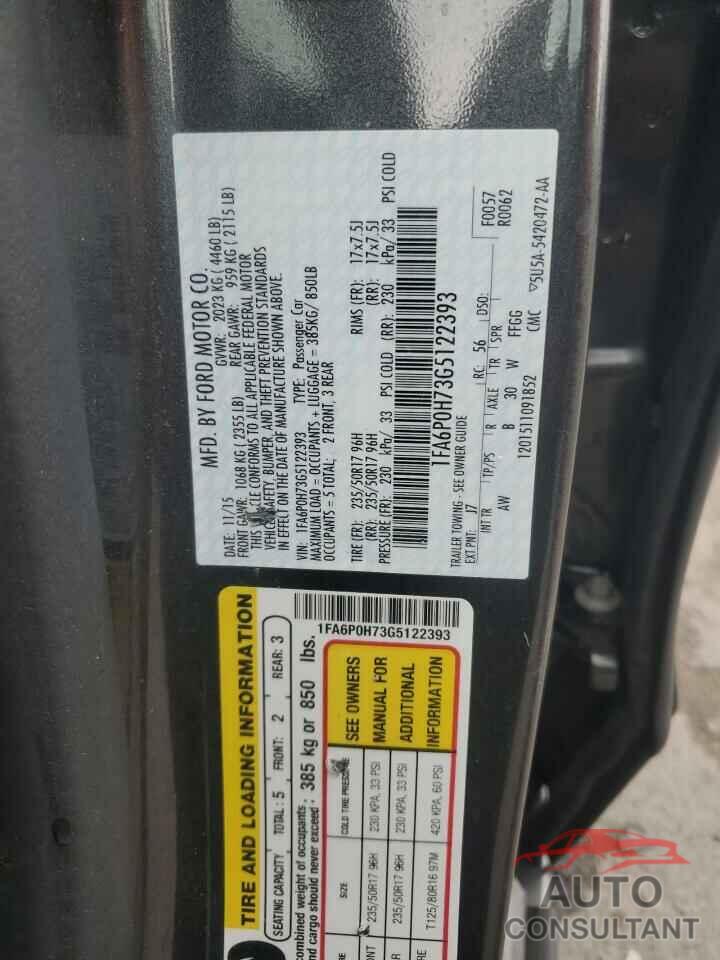 MFD. BY FORD MOTOR CO.
DATE: 11/15 GVWR: 2023 KG ( 4460 LB)
FRONT GAWR: 1068 KG ( 2355 LB) REAR GAWR: 959 KG ( 2115 LB)
THIS CLE CONFORMS TO ALL APPLICABLE FEDERAL MOTOR
VEHICLE SAFETY, BUMPER, AND THEFT PREVENTION STANDARDS
IN EFFECT ON THE DATE OF MANUFACTURE SHOWN ABOVE.
VIN: 1FA6P0H73G5122393 TYPE: Passenger Car
MAXIMUM LOAD = OCCUPANTS + LUGGAGE = 385KG/ 850LB
OCCUPANTS = 5 TOTAL; 2 FRONT, 3 REAR
TIRE (FR): 235/50R17 96H RIMS (FR): 17x7.5J
(RR): 235/50R17 96H (RR): 17x7.5J
PRESSURE (FR): 230 kPa/ 33 PSI COLD (RR): 230 kPa/ 33 PSI COLD
1FA6P0H73G5122393
TRAILER TOWING - SEE OWNER GUIDE F0057
EXT PNT: J7 RC: 56 DSO: R0062
INT TR TP/PS R AXLE TR SPR
AW B 30 W FFGG
1201511091852 CMC ▽5U5A-5420472-AA
TIRE AND LOADING INFORMATION
SEATING CAPACITY TOTAL: 5 FRONT: 2 REAR: 3
combined weight of occupants
and cargo should never exceed: 385 kg or 850 lbs.
1FA6P0H73G5122393
SIZE COLD TIRE PRESSURE SEE OWNERS
MANUAL FOR
ADDITIONAL
INFORMATION
235/50R17 96H 230 KPA, 33 PSI
235/50R17 96H 230 KPA, 33 PSI
T125/80R16 97M 420 KPA, 60 PSI
AUTO
CONSULTANT